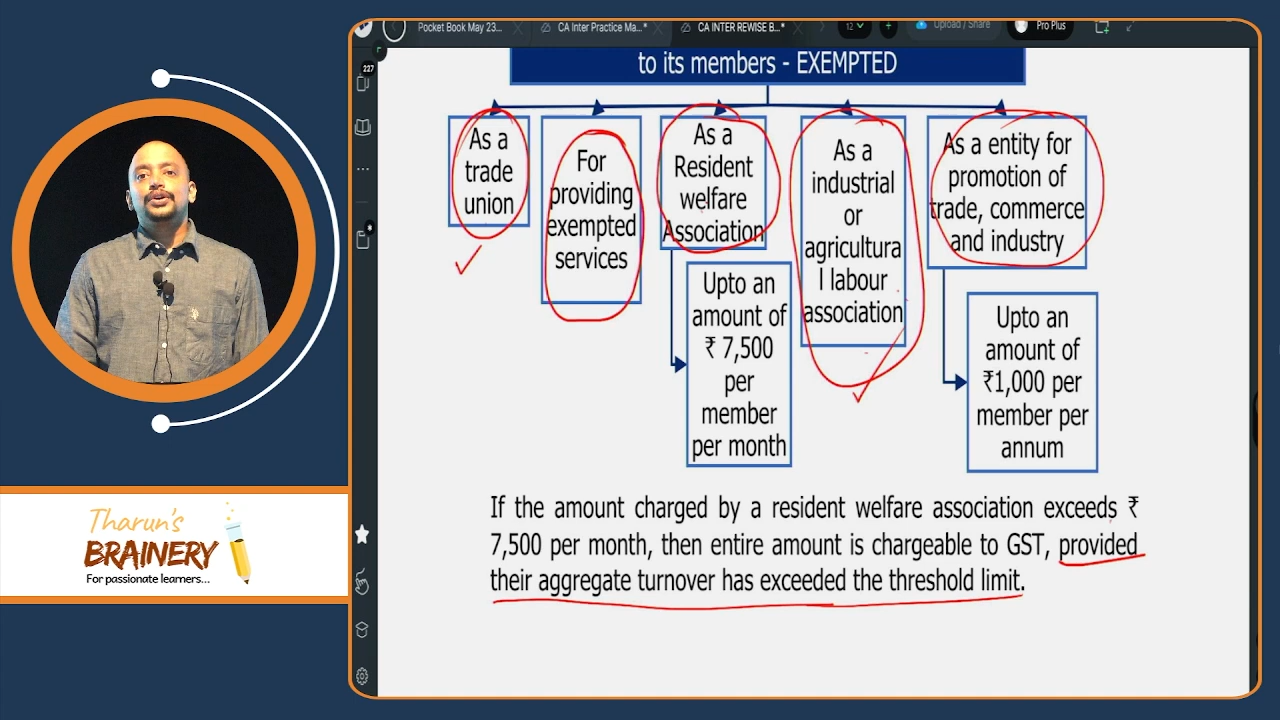 Pocket Book May 23...
CA Inter Practice Ma...*
CA INTER REWISE B...*
12
Upload / Share
Pro Plus
227
to its members - EXEMPTED
As a
trade
union
For
providing
exempted
services
As a
Resident
welfare
Association
As a
industrial
or
agricultura
l labour
association
As a entity for
promotion of
trade, commerce
and industry
Upto an
amount of
₹ 7,500
per
member
per month
Upto an
amount of
₹1,000 per
member per
annum
If the amount charged by a resident welfare association exceeds ₹
7,500 per month, then entire amount is chargeable to GST, provided
their aggregate turnover has exceeded the threshold limit.
Tharun's
BRAINERY
For passionate learners...